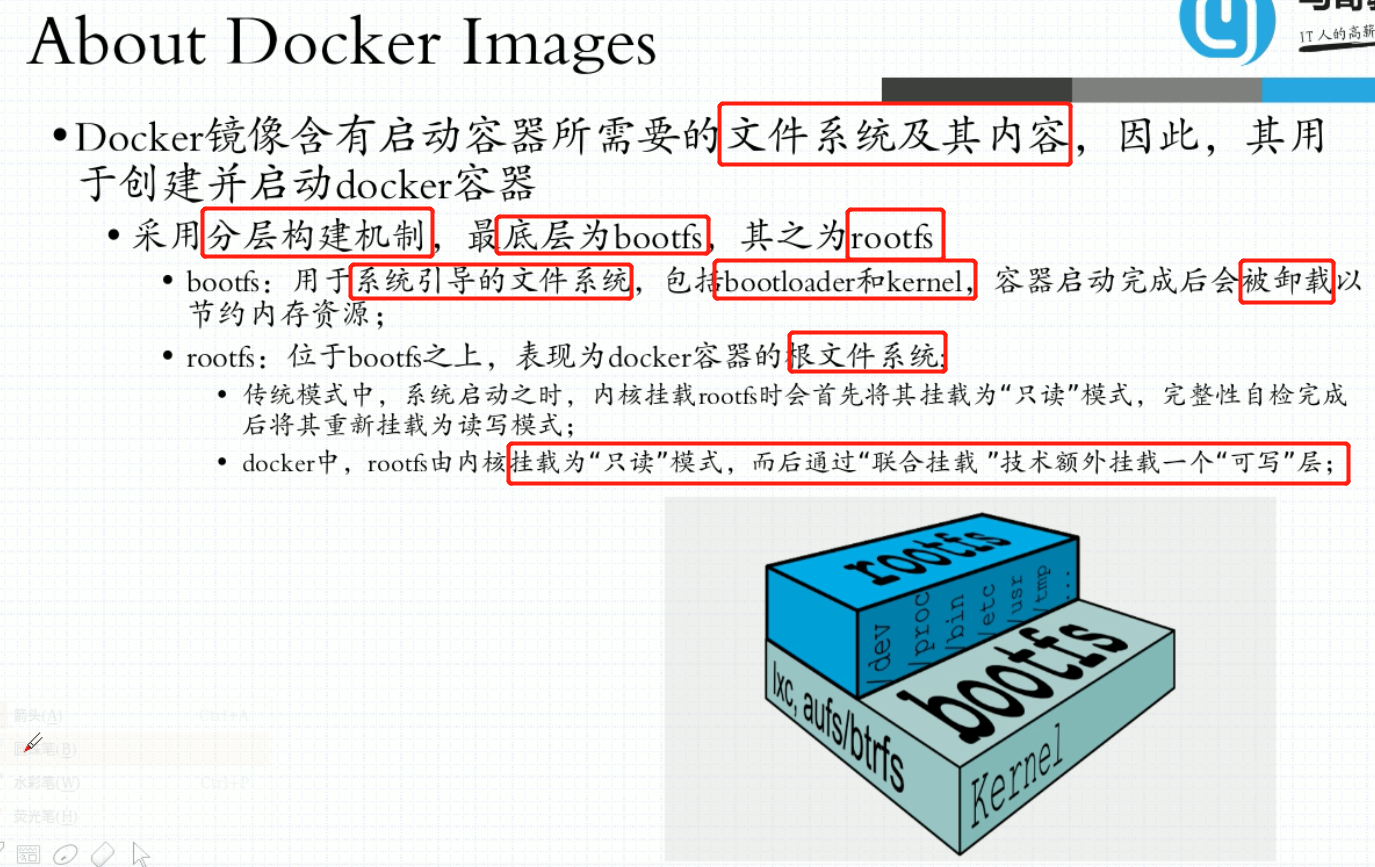 About Docker Images
IT人的高薪
•Docker镜像含有启动容器所需要的文件系统及其内容，因此，其用
于创建并启动docker容器
• 采用分层构建机制，最底层为bootfs，其之为rootfs
• bootfs：用于系统引导的文件系统，包括bootloader和kernel，容器启动完成后会被卸载以
节约内存资源；
• rootfs：位于bootfs之上，表现为docker容器的根文件系统；
• 传统模式中，系统启动之时，内核挂载rootfs时会首先将其挂载为“只读”模式，完整性自检完成
后将其重新挂载为读写模式；
• docker中，rootfs由内核挂载为“只读”模式，而后通过“联合挂载 ”技术额外挂载一个“可写”层；
rootfs
/dev
/proc
/bin
/etc
/usr
/tmp
...
bootfs
lxc, aufs/btrfs
Kernel
箭头(A) Ctrl+A
水彩笔(W) Ctrl+P
荧光笔(H)